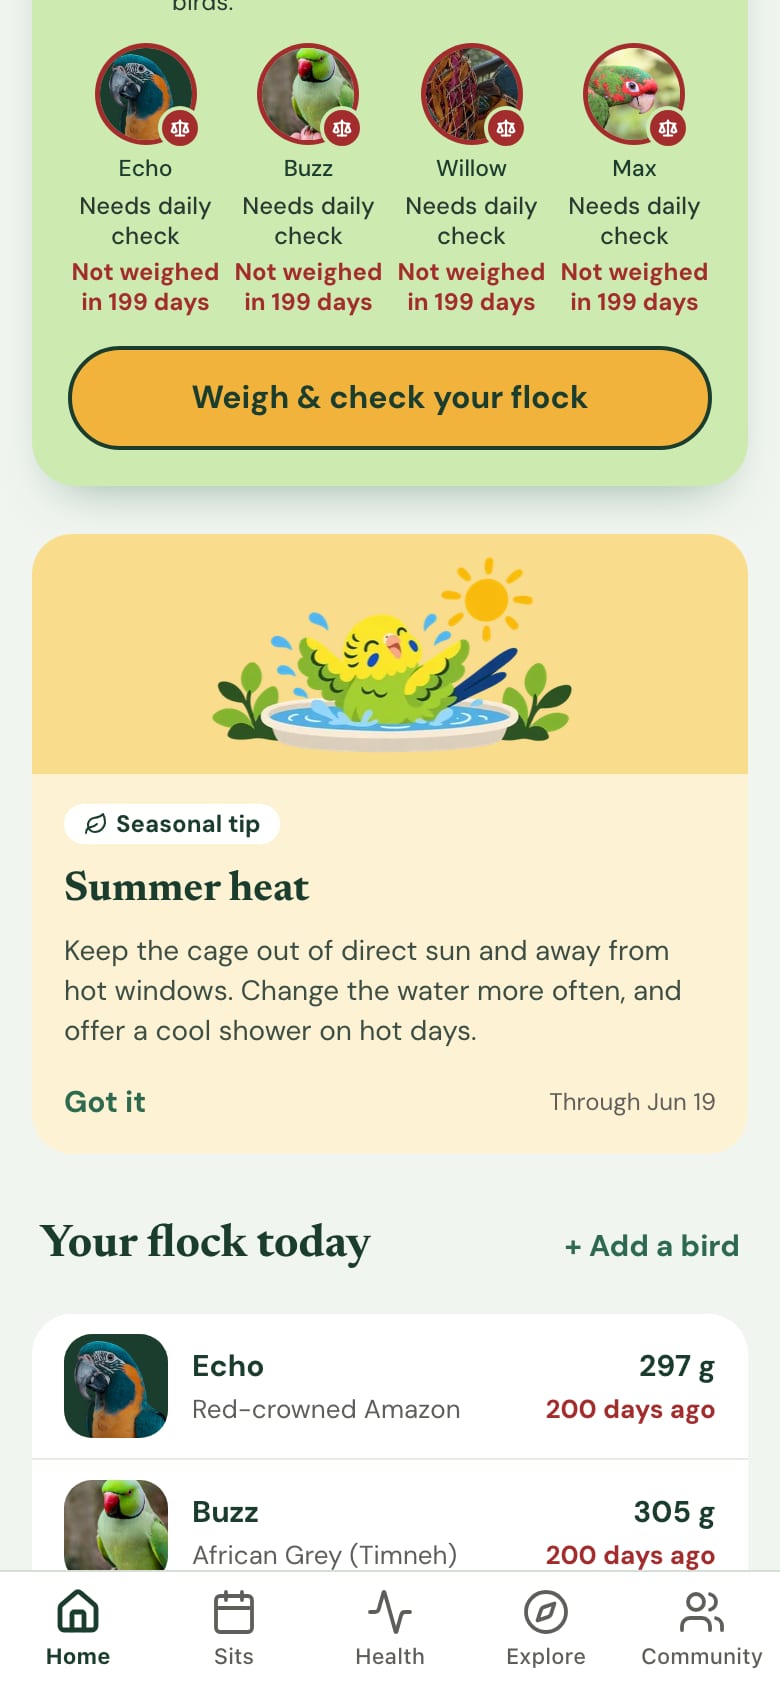 birds.
Echo
Buzz
Willow
Max
Needs daily
check
Needs daily
check
Needs daily
check
Needs daily
check
Not weighed
in 199 days
Not weighed
in 199 days
Not weighed
in 199 days
Not weighed
in 199 days
Weigh & check your flock
Seasonal tip
Summer heat
Keep the cage out of direct sun and away from
hot windows. Change the water more often, and
offer a cool shower on hot days.
Got it
Through Jun 19
Your flock today
+ Add a bird
Echo
297 g
Red-crowned Amazon
200 days ago
Buzz
305 g
African Grey (Timneh)
200 days ago
Home
Sits
Health
Explore
Community